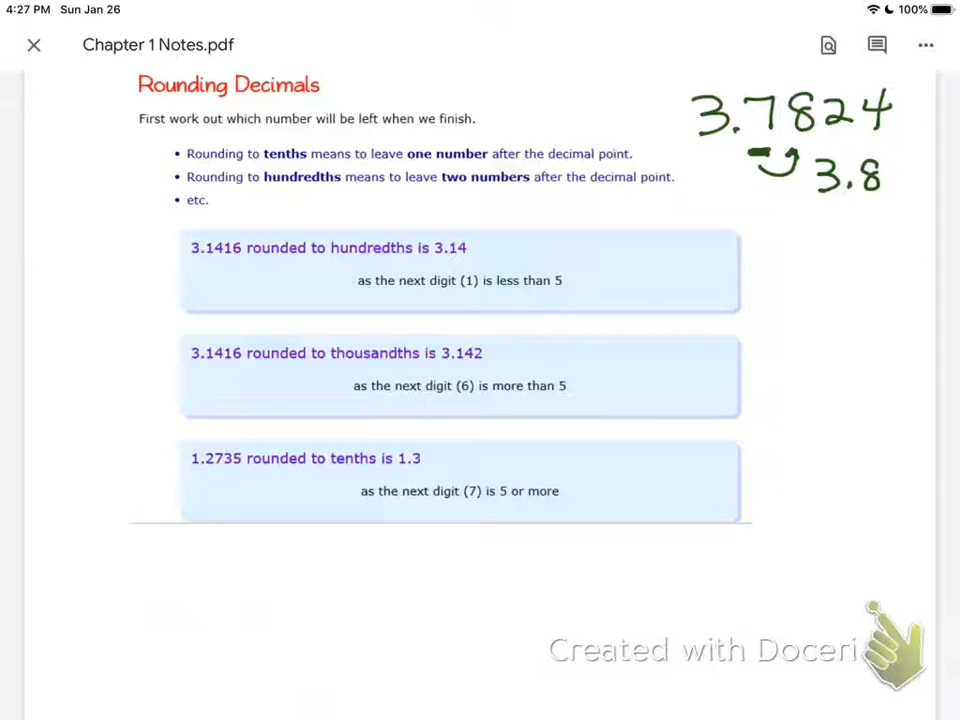 4:27 PM Sun Jan 26
100%
Chapter 1 Notes.pdf
Rounding Decimals
First work out which number will be left when we finish.
• Rounding to tenths means to leave one number after the decimal point.
• Rounding to hundredths means to leave two numbers after the decimal point.
• etc.
3.7824
3.8
3.1416 rounded to hundredths is 3.14
as the next digit (1) is less than 5
3.1416 rounded to thousandths is 3.142
as the next digit (6) is more than 5
1.2735 rounded to tenths is 1.3
as the next digit (7) is 5 or more
Created with Doceri